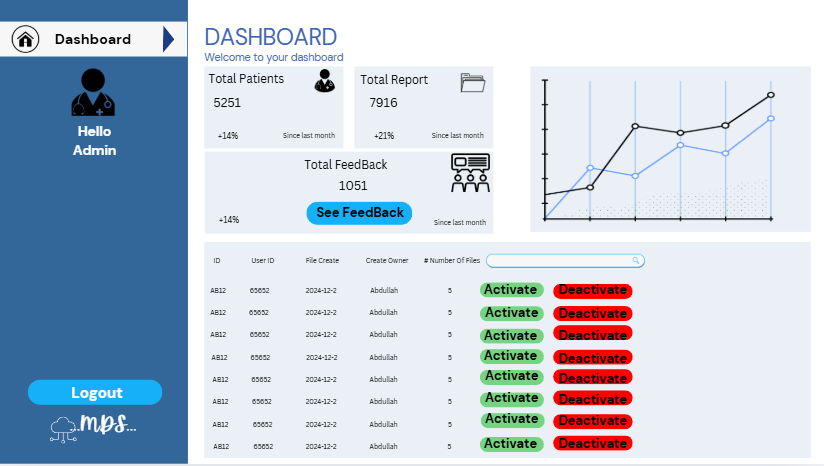 Dashboard
Hello
Admin
Logout
...mps...
DASHBOARD
Welcome to your dashboard
Total Patients
5251
+14% Since last month
Total Report
7916
+21% Since last month
Total FeedBack
1051
See FeedBack
+14% Since last month
ID User ID File Create Create Owner # Number Of Files
AB12 65652 2024-12-2 Abdullah 5 Activate Deactivate
AB12 65652 2024-12-2 Abdullah 5 Activate Deactivate
AB12 65652 2024-12-2 Abdullah 5 Activate Deactivate
AB12 65652 2024-12-2 Abdullah 5 Activate Deactivate
AB12 65652 2024-12-2 Abdullah 5 Activate Deactivate
AB12 65652 2024-12-2 Abdullah 5 Activate Deactivate
AB12 65652 2024-12-2 Abdullah 5 Activate Deactivate
AB12 65652 2024-12-2 Abdullah 5 Activate Deactivate